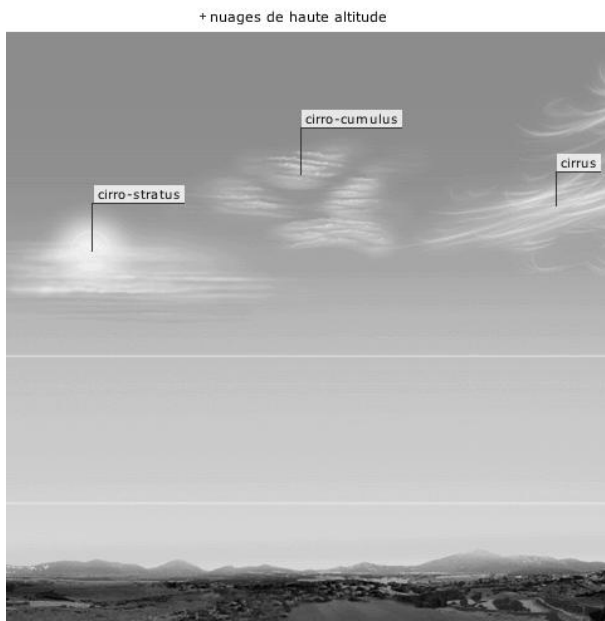 + nuages de haute altitude
cirro-cumulus
cirrus
cirro-stratus